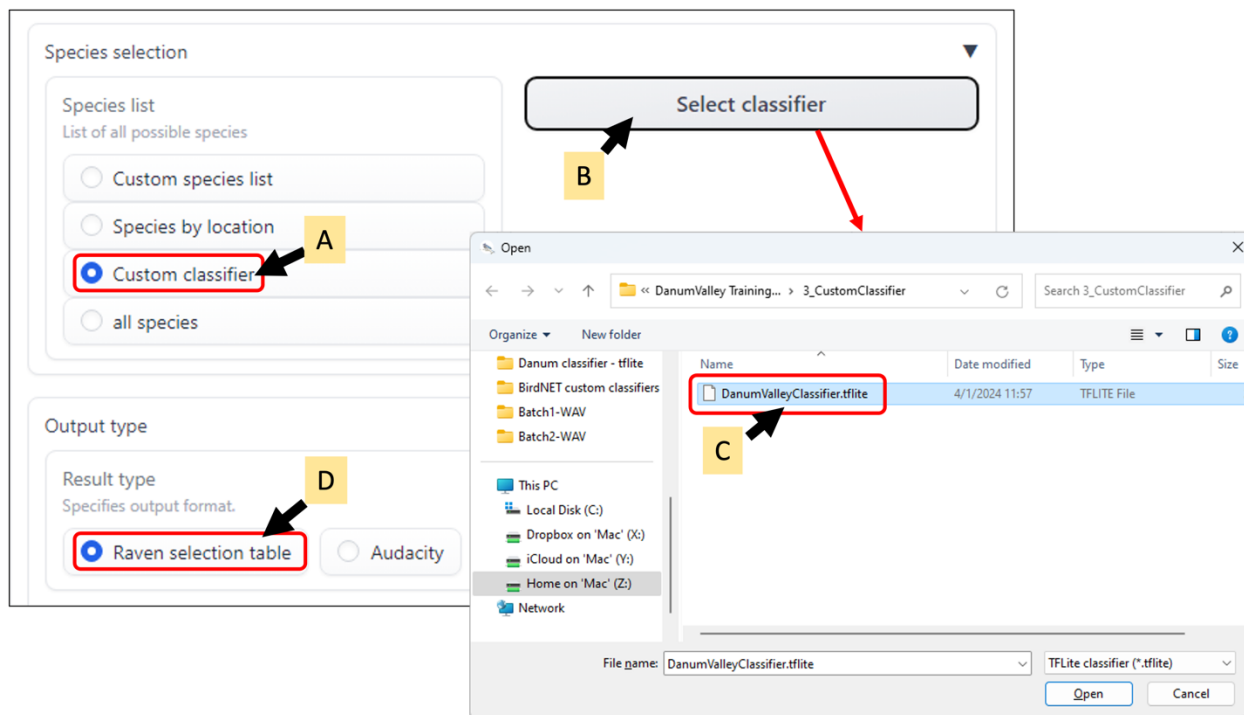 Species selection
Species list
List of all possible species
Custom species list
Species by location
Custom classifier
all species
Select classifier
A
B
Output type
Result type
Specifies output format.
Raven selection table
Audacity
D
Open
« DanumValley Training... › 3_CustomClassifier
Search 3_CustomClassifier
Organize
New folder
Danum classifier - tflite
BirdNET custom classifiers
Batch1-WAV
Batch2-WAV
This PC
Local Disk (C:)
Dropbox on 'Mac' (X:)
iCloud on 'Mac' (Y:)
Home on 'Mac' (Z:)
Network
Name Date modified Type Size
DanumValleyClassifier.tflite 4/1/2024 11:57 TFLITE File
C
File name: DanumValleyClassifier.tflite
TFLite classifier (*.tflite)
Open
Cancel